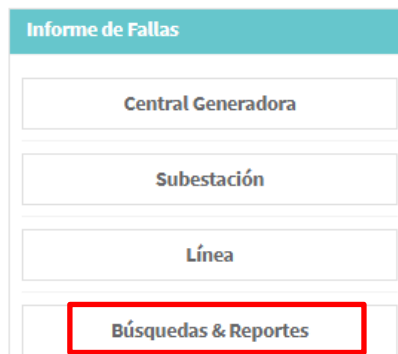 Informe de Fallas
Central Generadora
Subestación
Línea
Búsquedas & Reportes